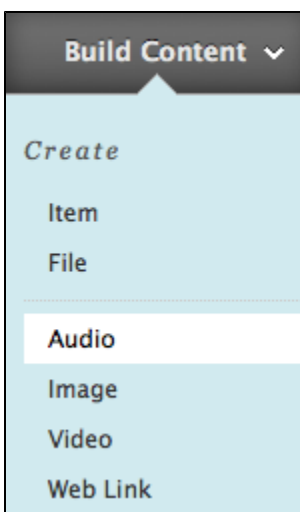 Build Content
Create
Item
File
Audio
Image
Video
Web Link